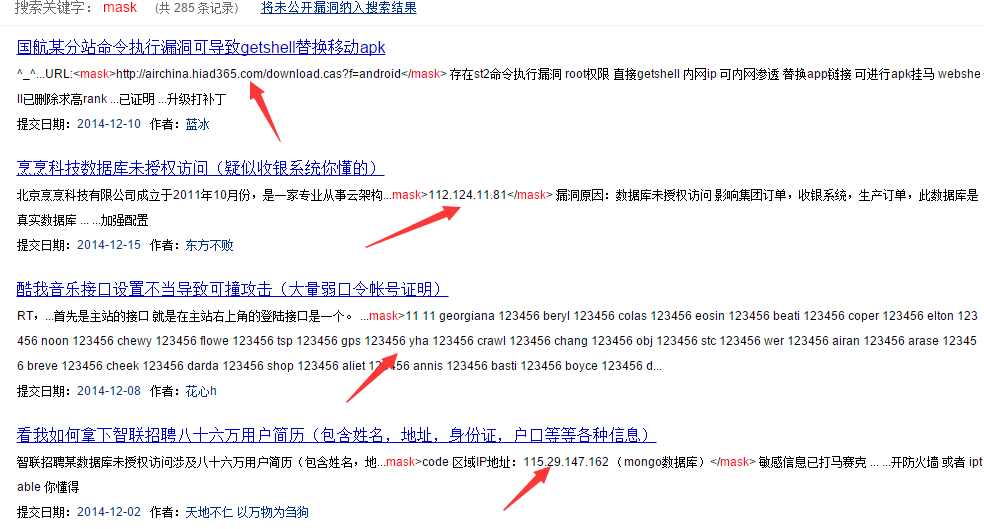 搜索关键字： mask (共 285 条记录) 将未公开漏洞纳入搜索结果
国航某分站命令执行漏洞可导致getshell替换移动apk
^_^...URL:<mask>http://airchina.hiad365.com/download.cas?f=android</mask> 存在st2命令执行漏洞 root权限 直接getshell 内网ip 可内网渗透 替换app链接 可进行apk挂马 webshe
ll已删除求高rank ...已证明 ...升级打补丁
提交日期：2014-12-10 作者：蓝冰
烹烹科技数据库未授权访问（疑似收银系统你懂的）
北京烹烹科技有限公司成立于2011年10月份，是一家专业从事云架构...mask>112.124.11.81</mask> 漏洞原因：数据库未授权访问 影响集团订单，收银系统，生产订单，此数据库是
真实数据库 ... ...加强配置
提交日期：2014-12-15 作者：东方不败
酷我音乐接口设置不当导致可撞攻击（大量弱口令帐号证明）
RT，...首先是主站的接口 就是在主站右上角的登陆接口是一个。 ...mask>11 11 georgiana 123456 beryl 123456 colas 123456 eosin 123456 beati 123456 coper 123456 elton 123
456 noon 123456 chewy 123456 flowe 123456 tsp 123456 gps 123456 yha 123456 crawl 123456 chang 123456 obj 123456 stc 123456 wer 123456 airan 123456 arase 12345
6 breve 123456 cheek 123456 darda 123456 shop 123456 aliet 123456 annis 123456 basti 123456 boyce 123456 d...
提交日期：2014-12-08 作者：花心h
看我如何拿下智联招聘八十六万用户简历（包含姓名，地址，身份证，户口等等各种信息）
智联招聘某数据库未授权访问涉及八十六万用户简历（包含姓名，地...mask>code 区域IP地址：115.29.147.162 （mongo数据库）</mask> 敏感信息已打马赛克 ... ...开防火墙 或者 ipt
able 你懂得
提交日期：2014-12-02 作者：天地不仁 以万物为刍狗